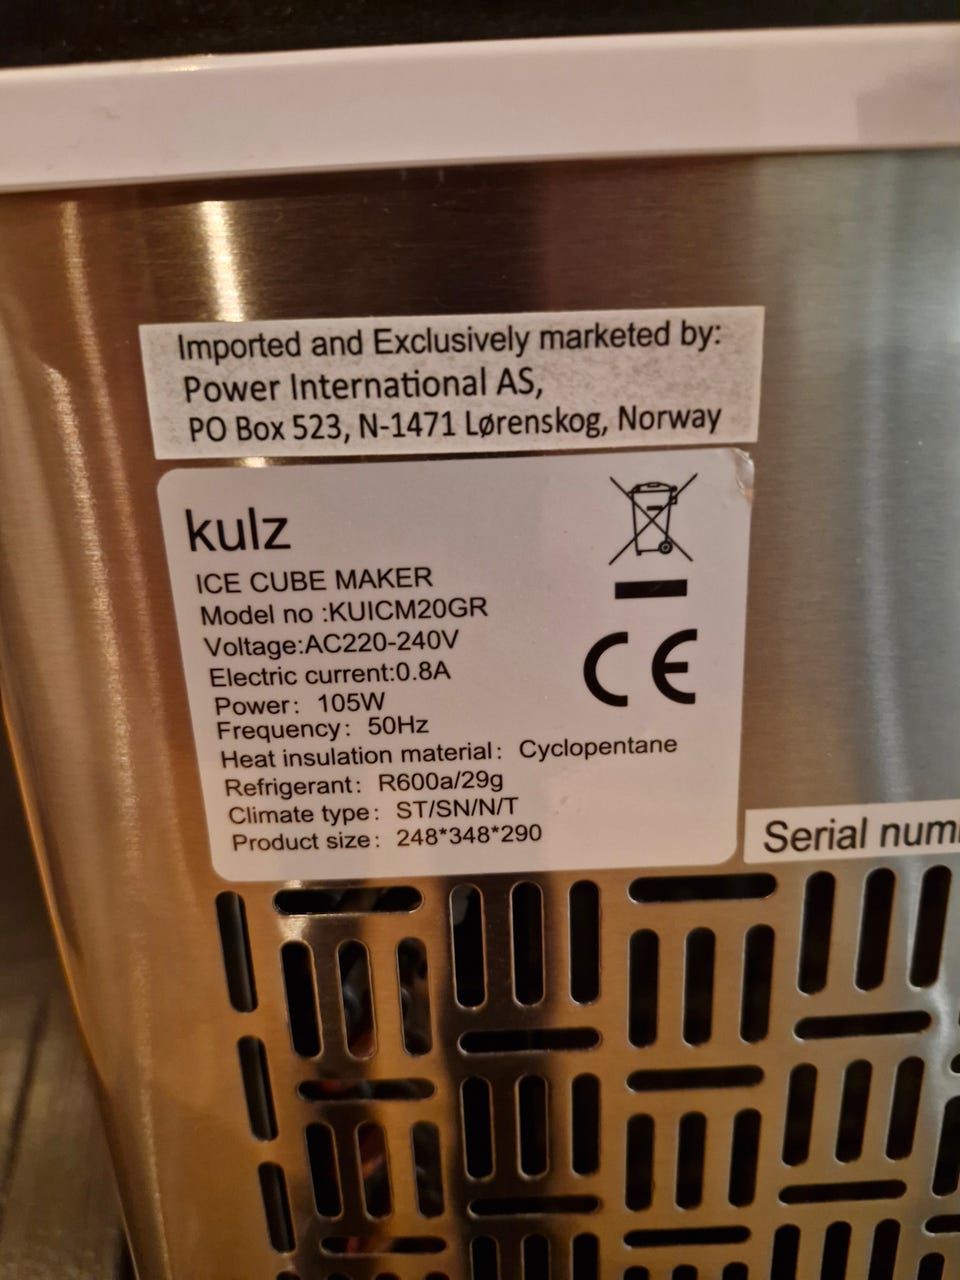 Imported and Exclusively marketed by:
Power International AS,
PO Box 523, N-1471 Lørenskog, Norway
kulz
ICE CUBE MAKER
Model no :KUICM20GR
Voltage:AC220-240V
Electric current:0.8A
Power: 105W
Frequency: 50Hz
Heat insulation material: Cyclopentane
Refrigerant: R600a/29g
Climate type: ST/SN/N/T
Product size: 248*348*290
CE
Serial